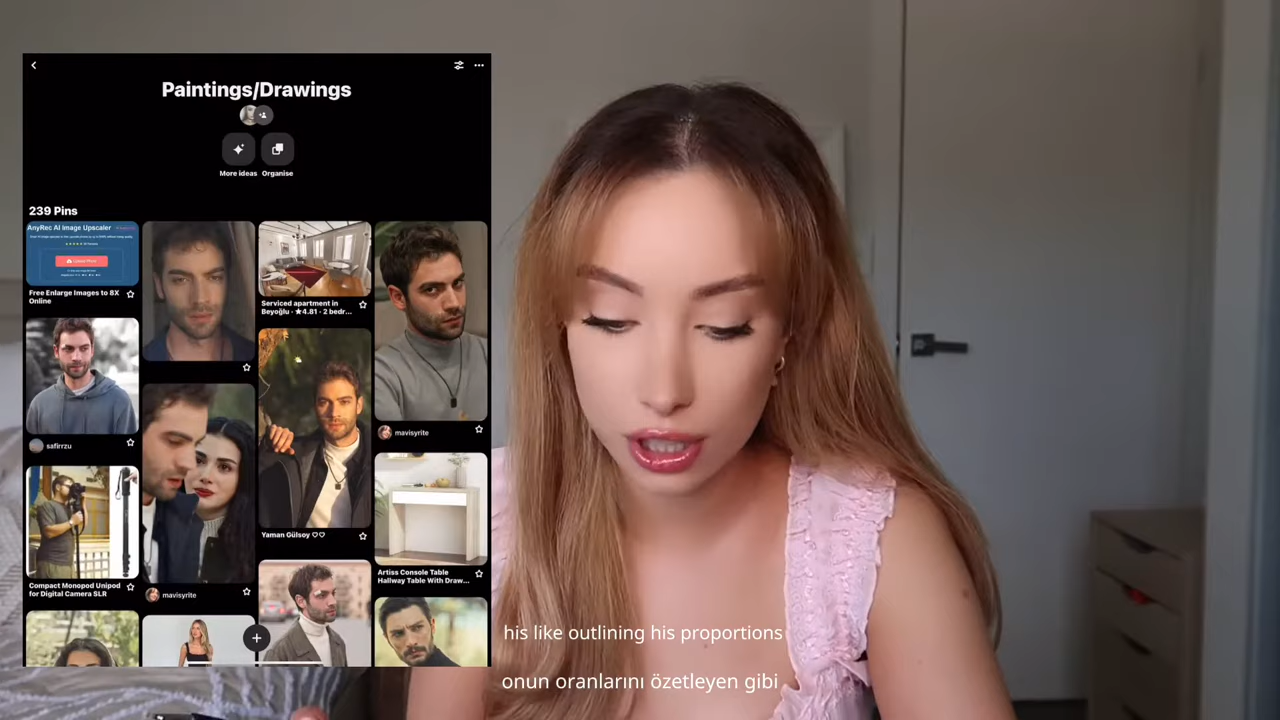 Paintings/Drawings
More ideas
Organise
239 Pins
AnyRec AI Image Upscaler
Free Enlarge Images to 8X
Online
safirrzu
Compact Monopod Unipod
for Digital Camera SLR
mavisyrite
Serviced apartment in
Beyoğlu · ★4.81 · 2 bedr...
Yaman Gülsoy ♡♡
mavisyrite
Artiss Console Table
Hallway Table With Draw...
his like outlining his proportions
onun oranlarını özetleyen gibi